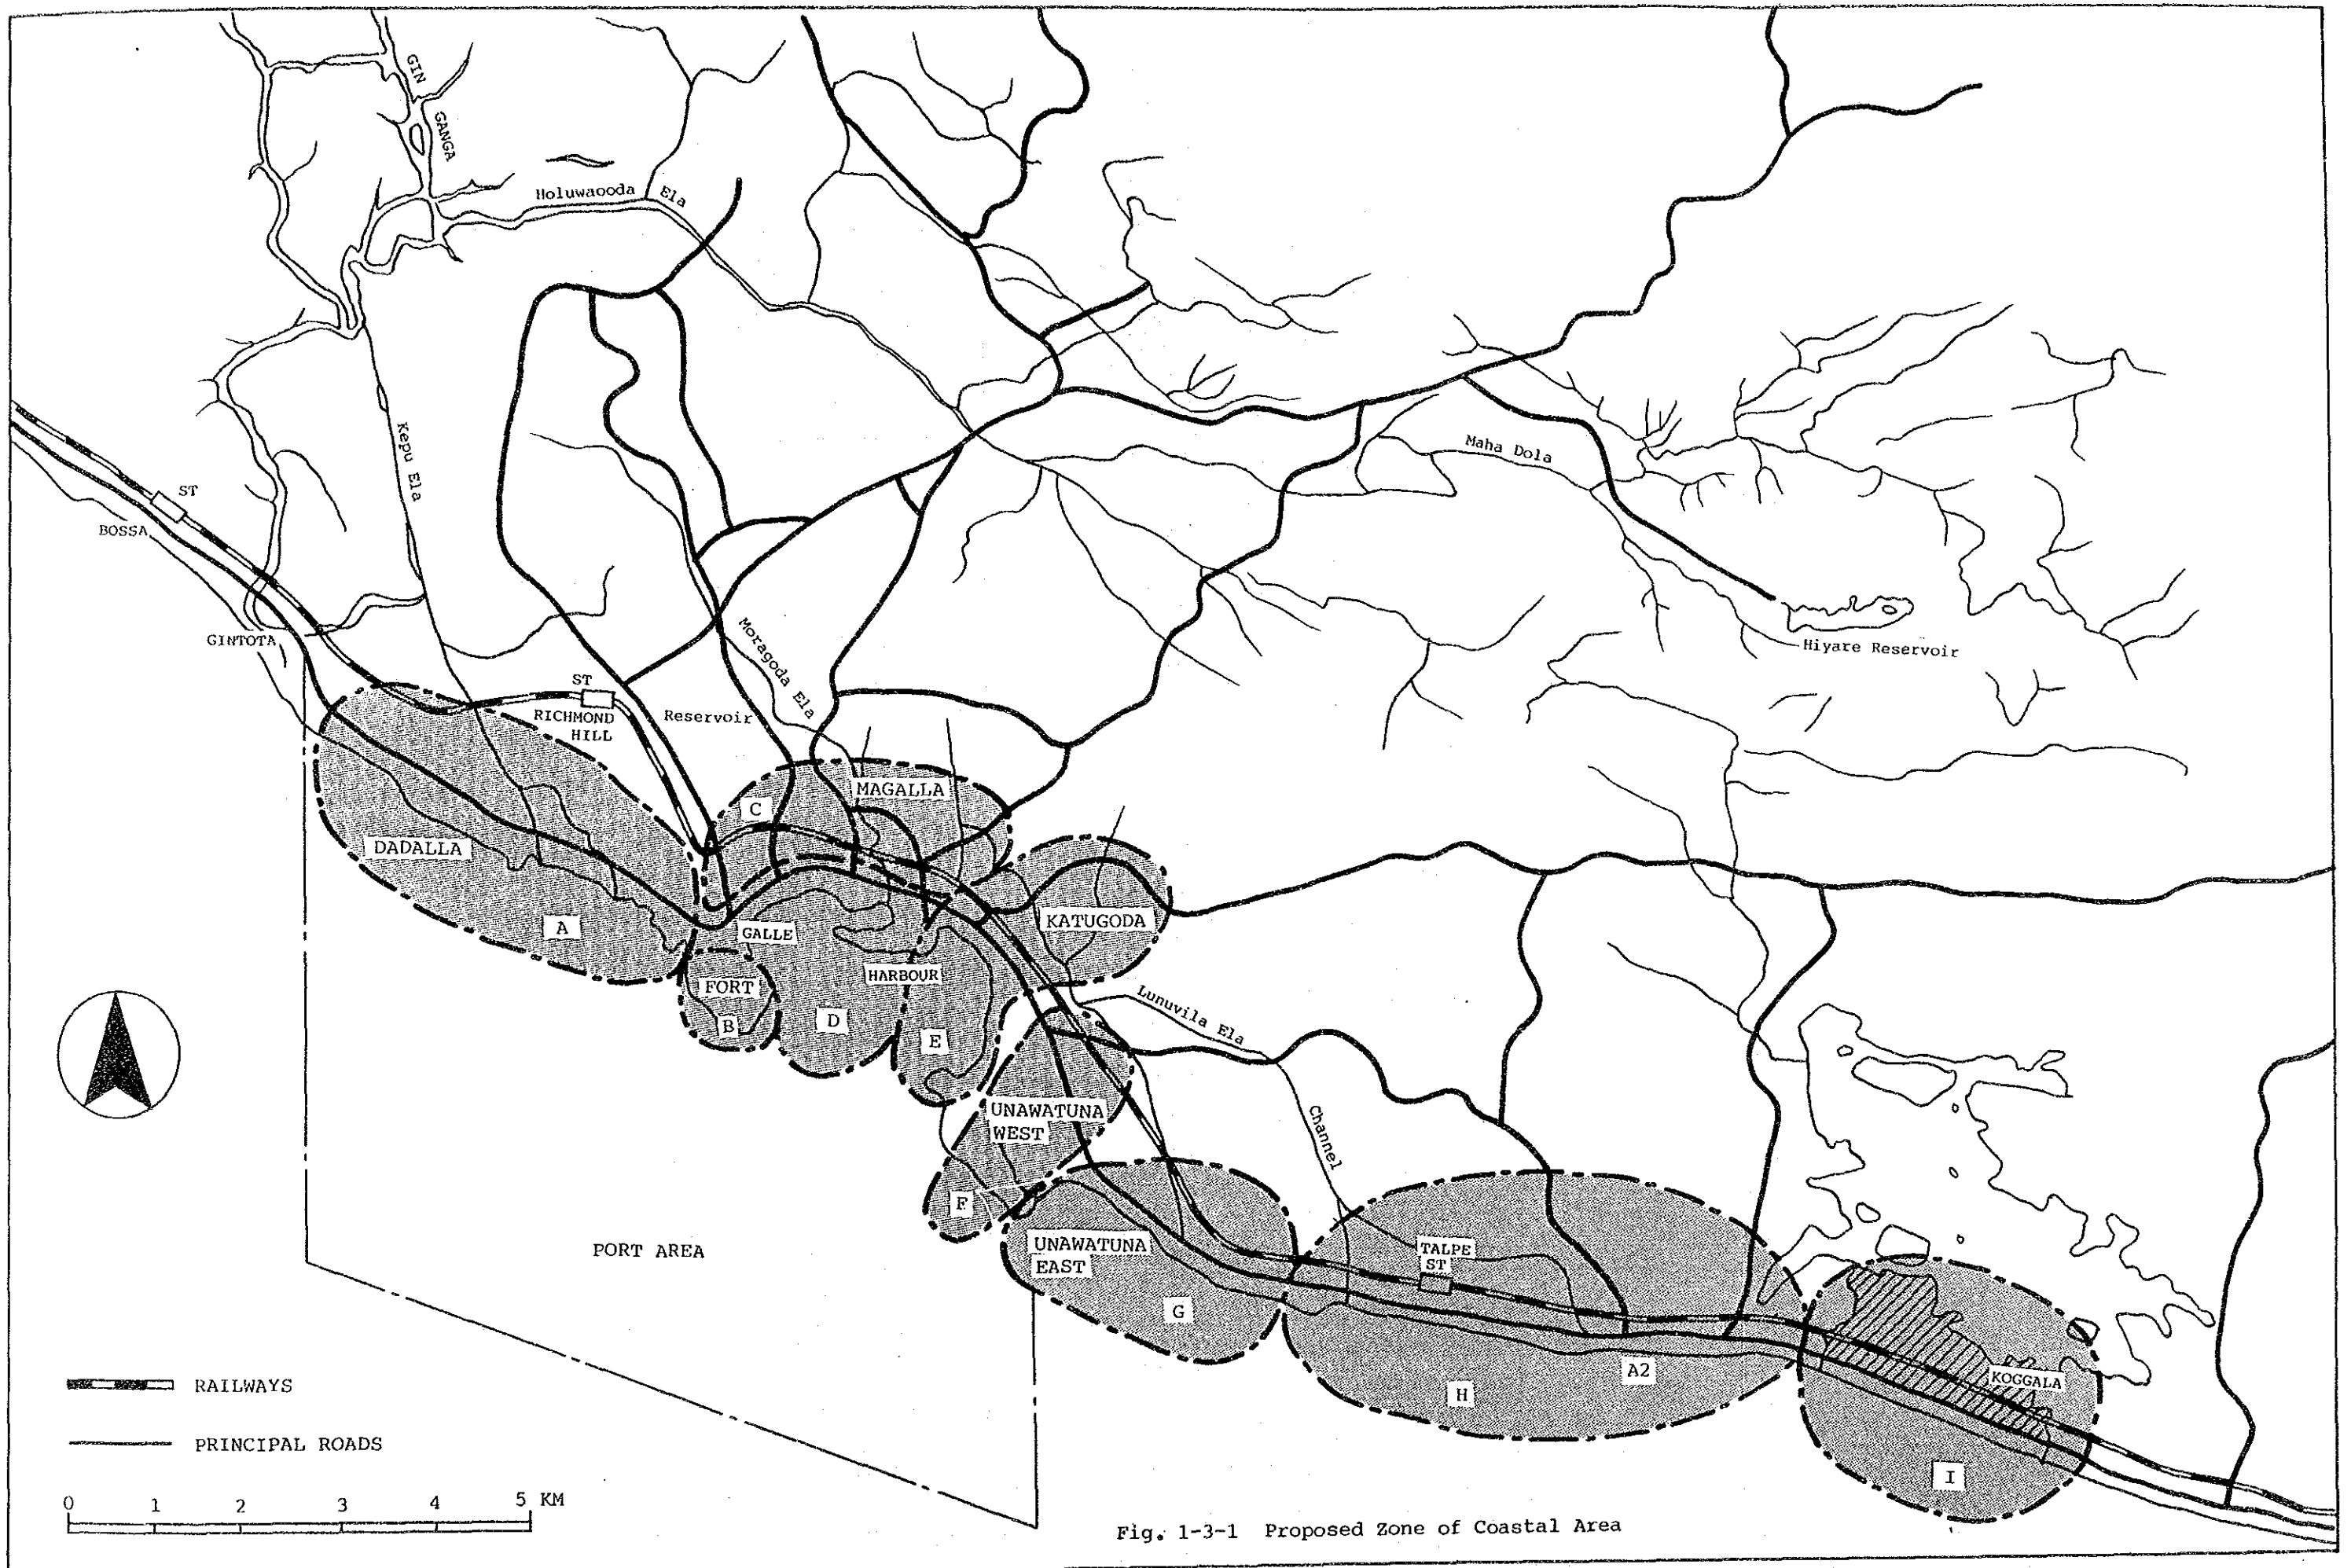 GIN
GANGA
Holuwaooda Ela
Kepu Ela
Maha Dola
ST
BOSSA
GINTOTA
Moragoda Ela
Hiyare Reservoir
ST
RICHMOND
HILL
Reservoir
MAGALLA
C
DADALLA
A
KATUGODA
GALLE
HARBOUR
FORT
B
D
E
Lunuvila Ela
UNAWATUNA
WEST
Channel
F
UNAWATUNA
EAST
G
TALPE
ST
PORT AREA
A2
H
KOGGALA
I
RAILWAYS
PRINCIPAL ROADS
0 1 2 3 4 5 KM
Fig. 1-3-1 Proposed Zone of Coastal Area